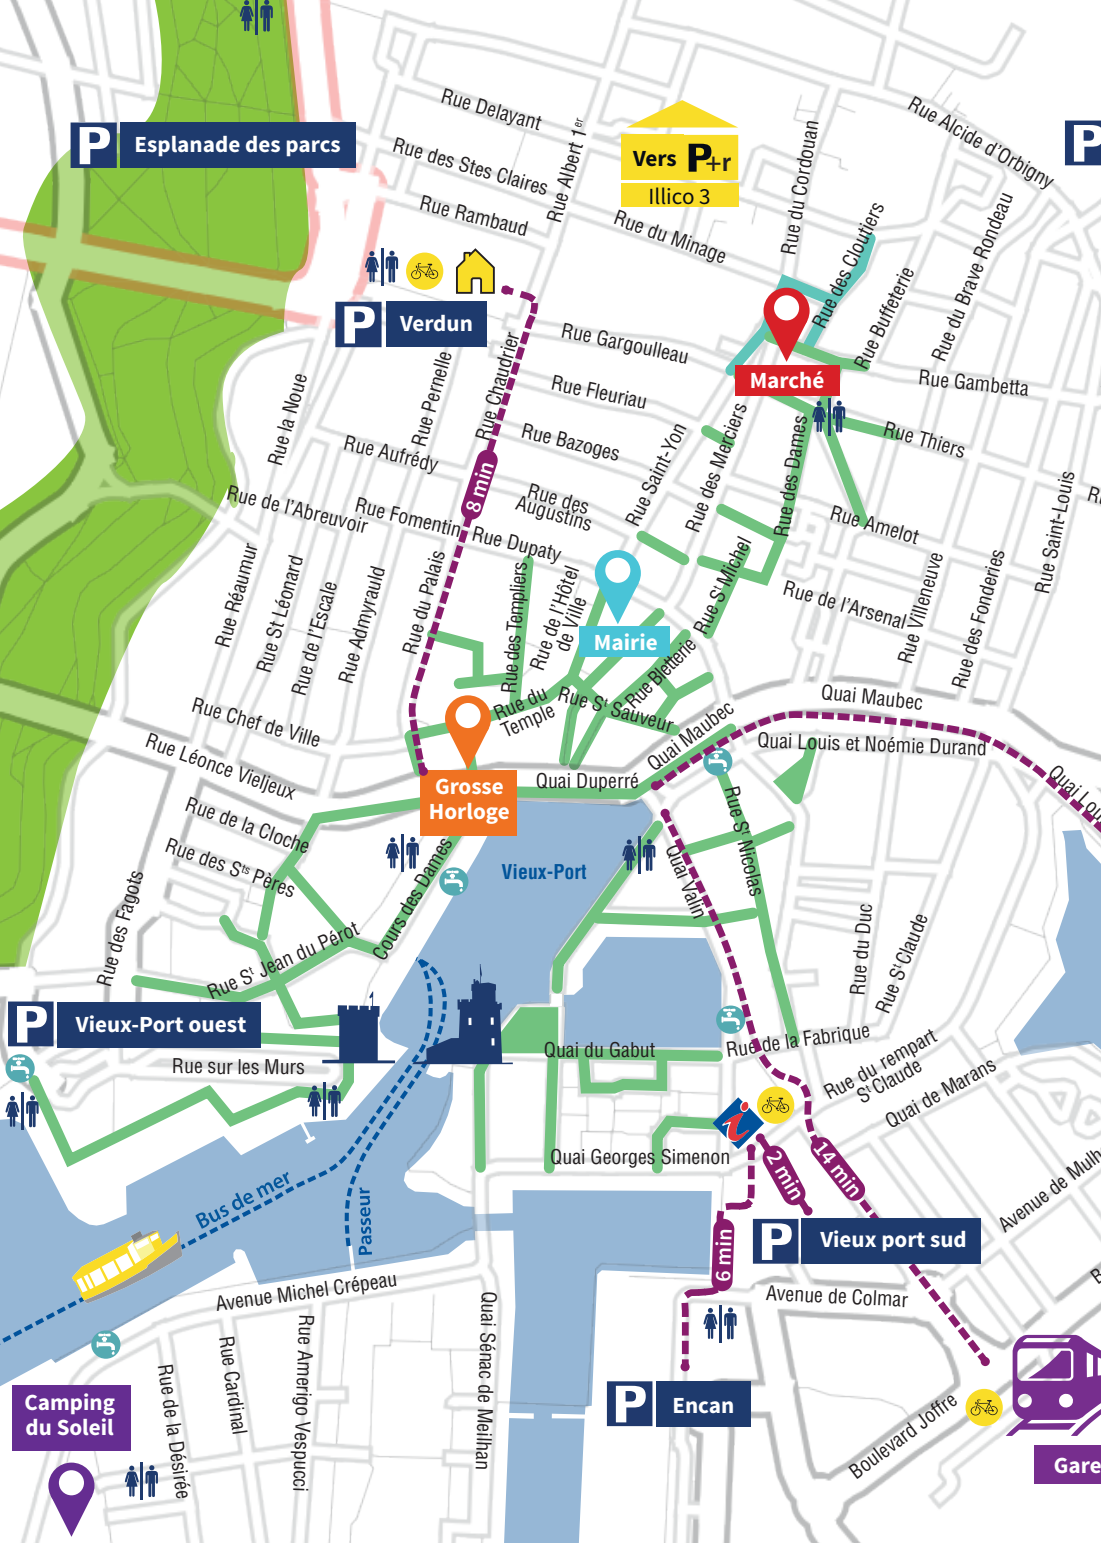 Rue Delayant
Rue Albert 1er
Vers P+r
Illico 3
Rue du Cordouan
Rue Alcide d'Orbigny
P
P Esplanade des parcs
Rue des Stes Claires
Rue Rambaud
Rue du Minage
Rue des Cloutiers
Rue Buffeterie
Rue du Brave Rondeau
P Verdun
Rue Gargoulleau
Marché
Rue Gambetta
Rue la Noue
Rue Pernelle
Rue Chaudrier
Rue Fleuriau
Rue Aufrédy
Rue Bazoges
Rue Saint-Yon
Rue des Merciers
Rue des Dames
Rue Thiers
8 min
Rue de l'Abreuvoir
Rue Fomentin
Rue Dupaty
Rue des
Augustins
Rue Amelot
Rue Saint-Louis
Ru
Rue Réaumur
Rue St Léonard
Rue de l'Escale
Rue Admyrauld
Rue du Palais
Rue des Templiers
Rue de l'Hôtel
de Ville
Mairie
Rue St Michel
Rue de l'Arsenal
Rue Villeneuve
Rue des Fonderies
Rue Bletterie
Rue du
Temple
Rue St Sauveur
Quai Maubec
Quai Maubec
Rue Chef de Ville
Rue Léonce Vieljeux
Grosse
Horloge
Quai Duperré
Quai Louis et Noémie Durand
Quai Lou
Rue de la Cloche
Rue des Sts Pères
Rue des Fagots
Cours des Dames
Vieux-Port
Quai Valin
Rue St Nicolas
Rue St Jean du Pérot
Rue du Duc
Rue St Claude
P Vieux-Port ouest
Rue sur les Murs
Quai du Gabut
Rue de la Fabrique
Rue du rempart
St Claude
Quai de Marans
i
Quai Georges Simenon
2 min
14 min
Avenue de Mulh
Bus de mer
Passeur
6 min
P Vieux port sud
B
Avenue Michel Crépeau
Avenue de Colmar
Quai Sénac de Meilhan
Rue Amerigo Vespucci
Rue Cardinal
Rue de la Désirée
Camping
du Soleil
P Encan
Boulevard Joffre
Gare